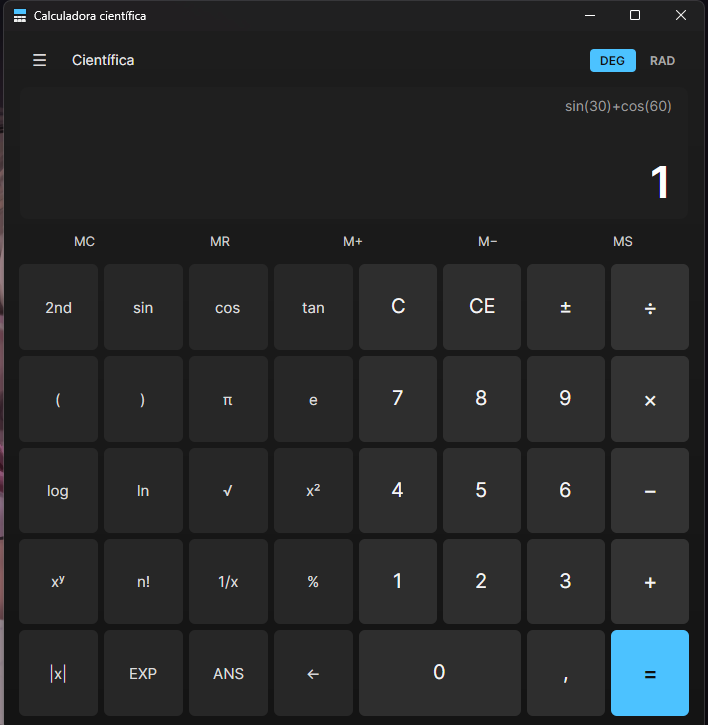 Calculadora científica
☰ Científica DEG RAD
sin(30)+cos(60)
1
MC MR M+ M− MS
2nd sin cos tan C CE ± ÷
( ) π e 7 8 9 ×
log ln √ x² 4 5 6 −
xʸ n! 1/x % 1 2 3 +
|x| EXP ANS ← 0 , =